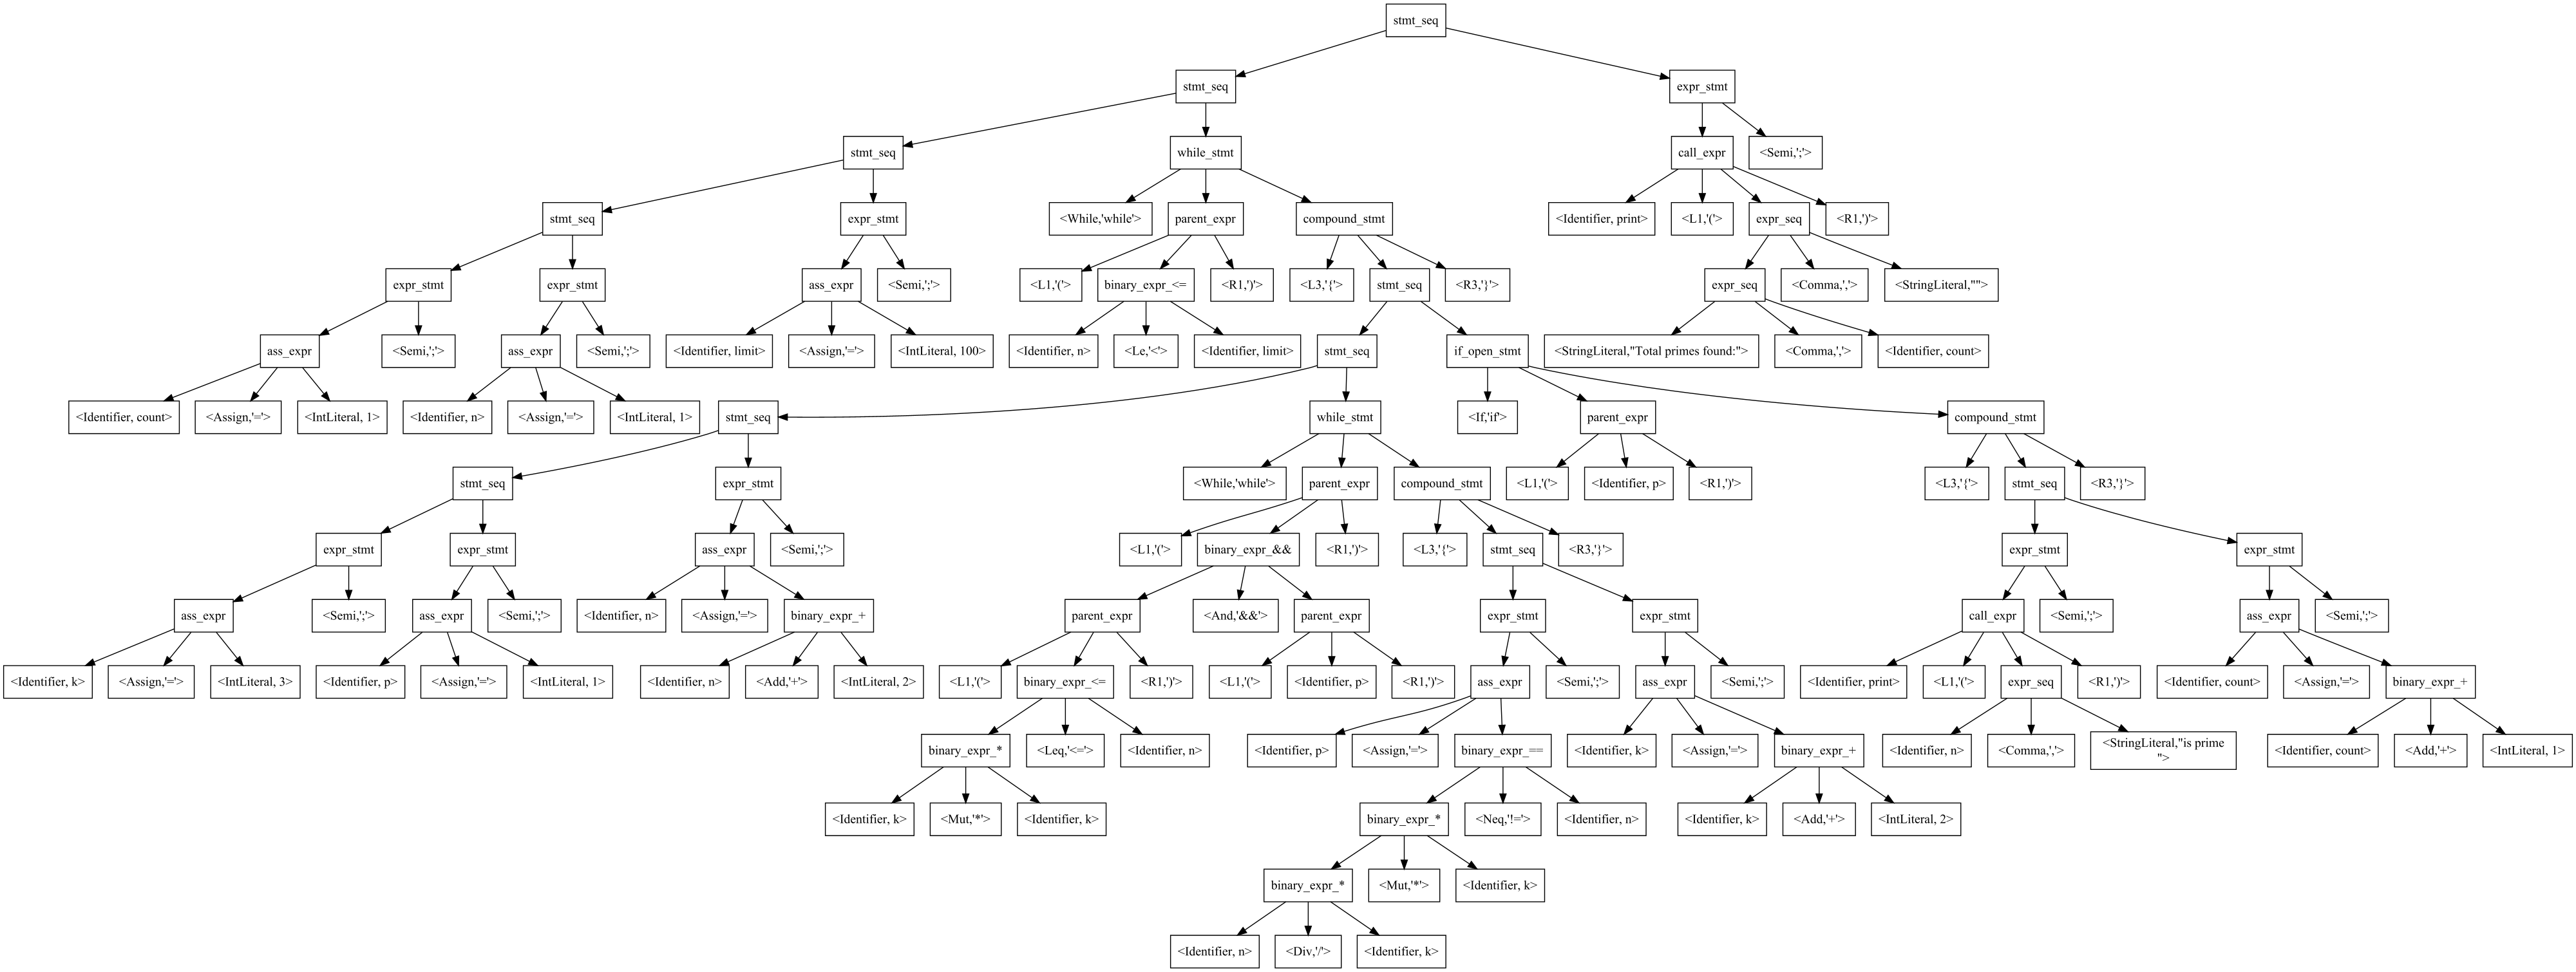 stmt_seq
stmt_seq expr_stmt
stmt_seq while_stmt call_expr <Semi,';'>
stmt_seq expr_stmt <While,'while'> parent_expr compound_stmt <Identifier, print> <L1,'('> expr_seq <R1,')'>
expr_stmt expr_stmt ass_expr <Semi,';'> <L1,'('> binary_expr_<= <R1,')'> <L3,'{'> stmt_seq <R3,'}'> expr_seq <Comma,','> <StringLiteral,"">
ass_expr <Semi,';'> ass_expr <Semi,';'> <Identifier, limit> <Assign,'='> <IntLiteral, 100> <Identifier, n> <Le,'<'> <Identifier, limit> stmt_seq if_open_stmt <StringLiteral,"Total primes found:"> <Comma,','> <Identifier, count>
<Identifier, count> <Assign,'='> <IntLiteral, 1> <Identifier, n> <Assign,'='> <IntLiteral, 1> stmt_seq while_stmt <If,'if'> parent_expr compound_stmt
stmt_seq expr_stmt <While,'while'> parent_expr compound_stmt <L1,'('> <Identifier, p> <R1,')'> <L3,'{'> stmt_seq <R3,'}'>
expr_stmt expr_stmt ass_expr <Semi,';'> <L1,'('> binary_expr_&& <R1,')'> <L3,'{'> stmt_seq <R3,'}'> expr_stmt expr_stmt
ass_expr <Semi,';'> ass_expr <Semi,';'> <Identifier, n> <Assign,'='> binary_expr_+ parent_expr <And,'&&'> parent_expr expr_stmt expr_stmt call_expr <Semi,';'> ass_expr <Semi,';'>
<Identifier, k> <Assign,'='> <IntLiteral, 3> <Identifier, p> <Assign,'='> <IntLiteral, 1> <Identifier, n> <Add,'+'> <IntLiteral, 2> <L1,'('> binary_expr_<= <R1,')'> <L1,'('> <Identifier, p> <R1,')'> ass_expr <Semi,';'> ass_expr <Semi,';'> <Identifier, print> <L1,'('> expr_seq <R1,')'> <Identifier, count> <Assign,'='> binary_expr_+
binary_expr_* <Leq,'<='> <Identifier, n> <Identifier, p> <Assign,'='> binary_expr_== <Identifier, k> <Assign,'='> binary_expr_+ <Identifier, n> <Comma,','> <StringLiteral,"is prime
"> <Identifier, count> <Add,'+'> <IntLiteral, 1>
<Identifier, k> <Mut,'*'> <Identifier, k> binary_expr_* <Neq,'!='> <Identifier, n> <Identifier, k> <Add,'+'> <IntLiteral, 2>
binary_expr_* <Mut,'*'> <Identifier, k>
<Identifier, n> <Div,'/'> <Identifier, k>